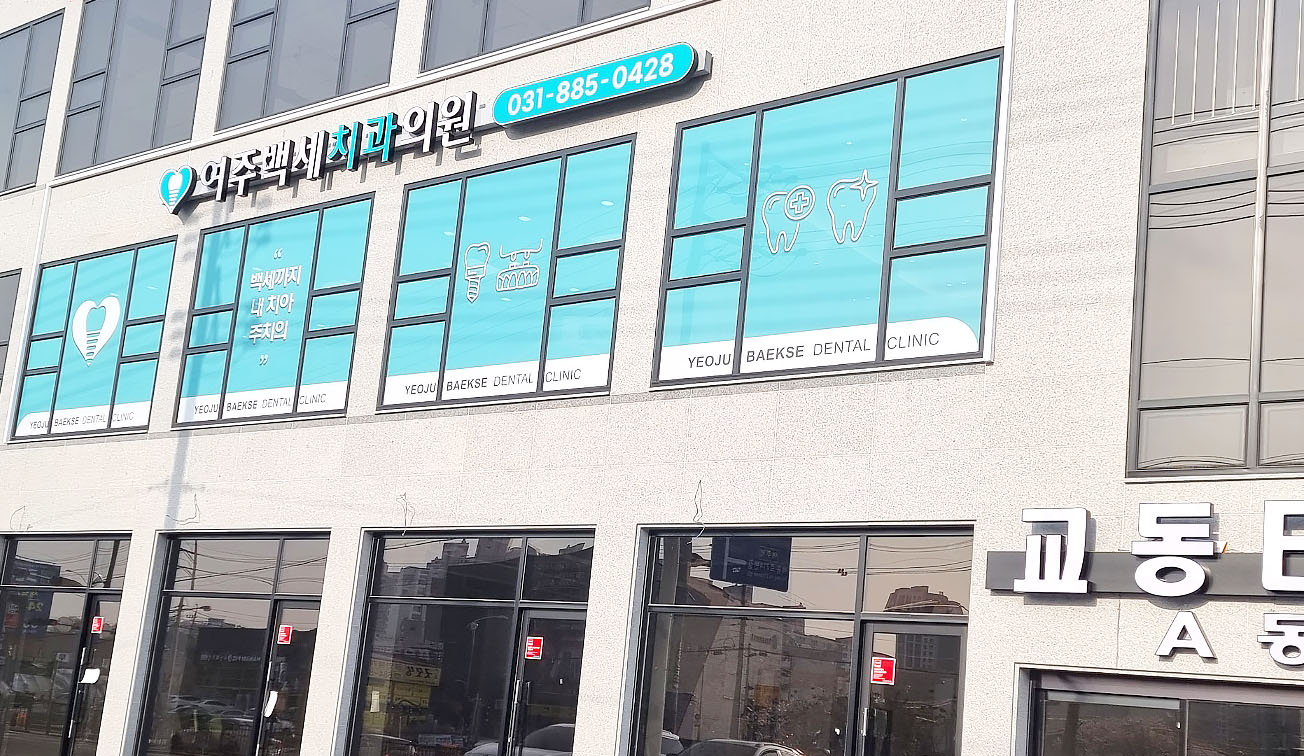 여주백세치과의원
031-885-0428
“
백세까지
내 치아
주치의
”
YEOJU BAEKSE DENTAL CLINIC
YEOJU BAEKSE DENTAL CLINIC
YEOJU BAEKSE DENTAL CLINIC
YEOJU BAEKSE DENTAL CLINIC
교동
A 동